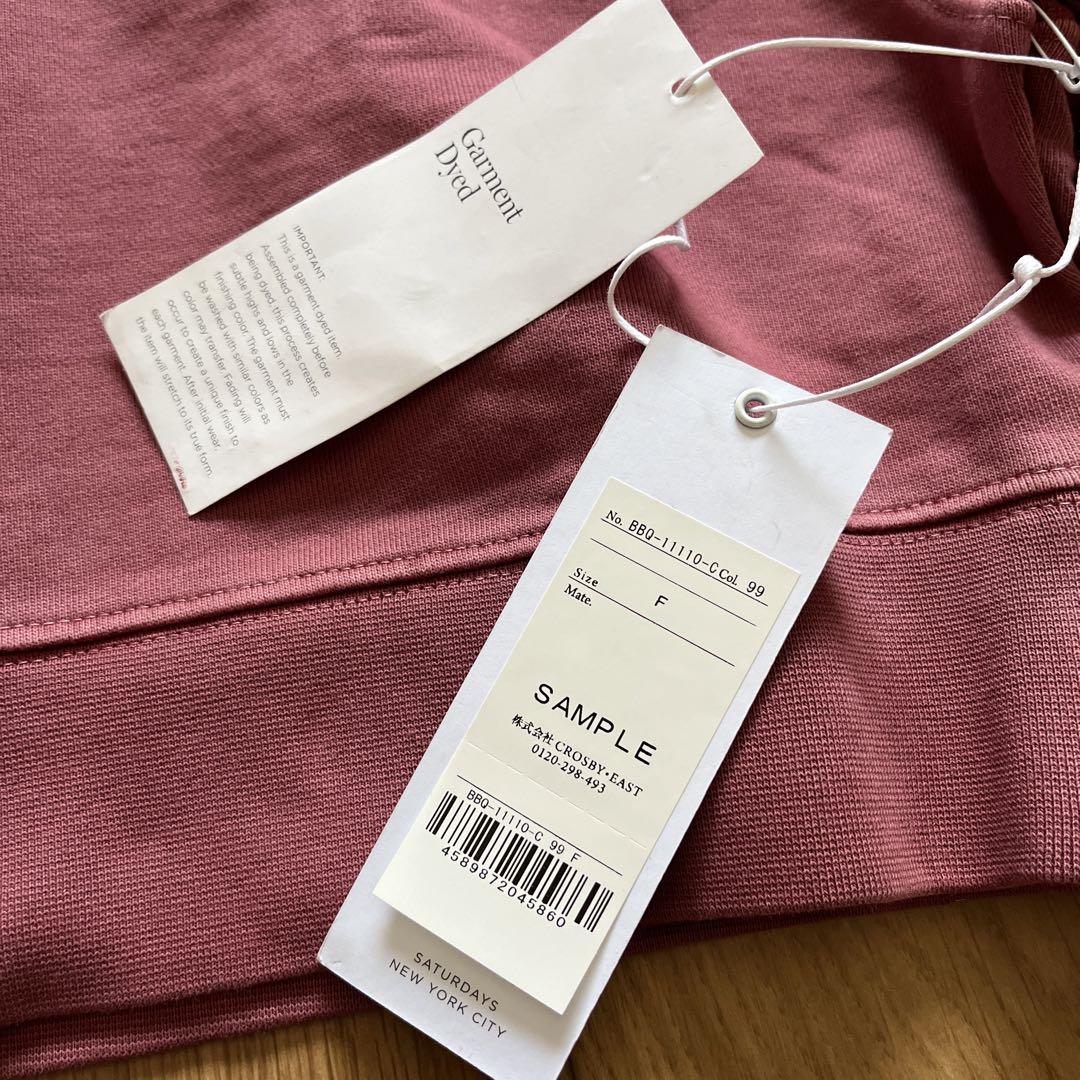 Garment
Dyed
IMPORTANT:
This is a garment dyed item.
Assembled completely before
being dyed; this process creates
subtle highs and lows in the
finishing color. The garment must
be washed with similar colors as
color may transfer. Fading will
occur to create a unique finish to
each garment. After initial wear,
the item will stretch to its true form.
No. BBQ-11110-C Col. 99
Size F
Mate.
SAMPLE
株式会社 CROSBY・EAST
0120-298-493
BBQ-11110-C 99 F
4589872045860
SATURDAYS
NEW YORK CITY